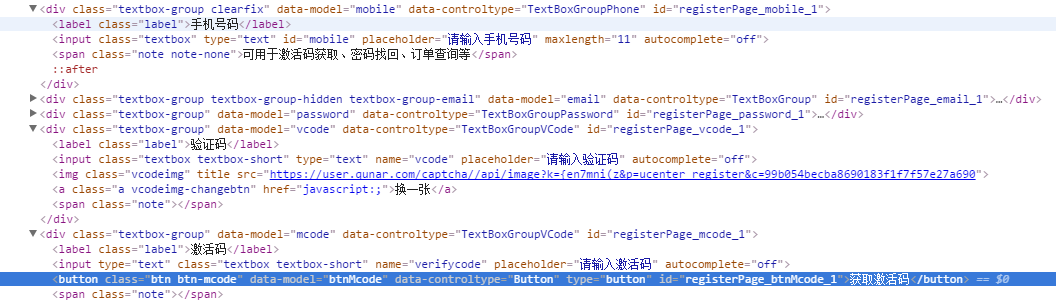 ▼<div class="textbox-group clearfix" data-model="mobile" data-controltype="TextBoxGroupPhone" id="registerPage_mobile_1">
<label class="label">手机号码</label>
<input class="textbox" type="text" id="mobile" placeholder="请输入手机号码" maxlength="11" autocomplete="off">
<span class="note note-none">可用于激活码获取、密码找回、订单查询等</span>
::after
</div>
▶<div class="textbox-group textbox-group-hidden textbox-group-email" data-model="email" data-controltype="TextBoxGroup" id="registerPage_email_1">…</div>
▶<div class="textbox-group" data-model="password" data-controltype="TextBoxGroupPassword" id="registerPage_password_1">…</div>
▼<div class="textbox-group" data-model="vcode" data-controltype="TextBoxGroupVCode" id="registerPage_vcode_1">
<label class="label">验证码</label>
<input class="textbox textbox-short" type="text" name="vcode" placeholder="请输入验证码" autocomplete="off">
<img class="vcodeimg" title src="https://user.qunar.com/captcha//api/image?k={en7mni(z&p=ucenter_register&c=99b054becba8690183f1f7f57e27a690">
<a class="a vcodeimg-changebtn" href="javascript:;">换一张</a>
<span class="note"></span>
</div>
▼<div class="textbox-group" data-model="mcode" data-controltype="TextBoxGroupVCode" id="registerPage_mcode_1">
<label class="label">激活码</label>
<input type="text" class="textbox textbox-short" name="verifycode" placeholder="请输入激活码" autocomplete="off">
<button class="btn btn-mcode" data-model="btnMcode" data-controltype="Button" type="button" id="registerPage_btnMcode_1">获取激活码</button> == $0
<span class="note"></span>